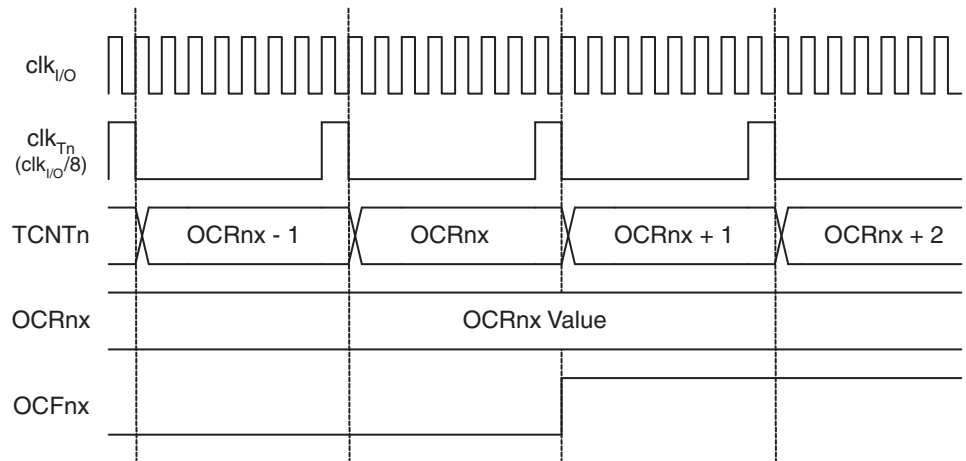 clkI/O
clkTn
(clkI/O/8)
TCNTn
OCRnx - 1
OCRnx
OCRnx + 1
OCRnx + 2
OCRnx
OCRnx Value
OCFnx